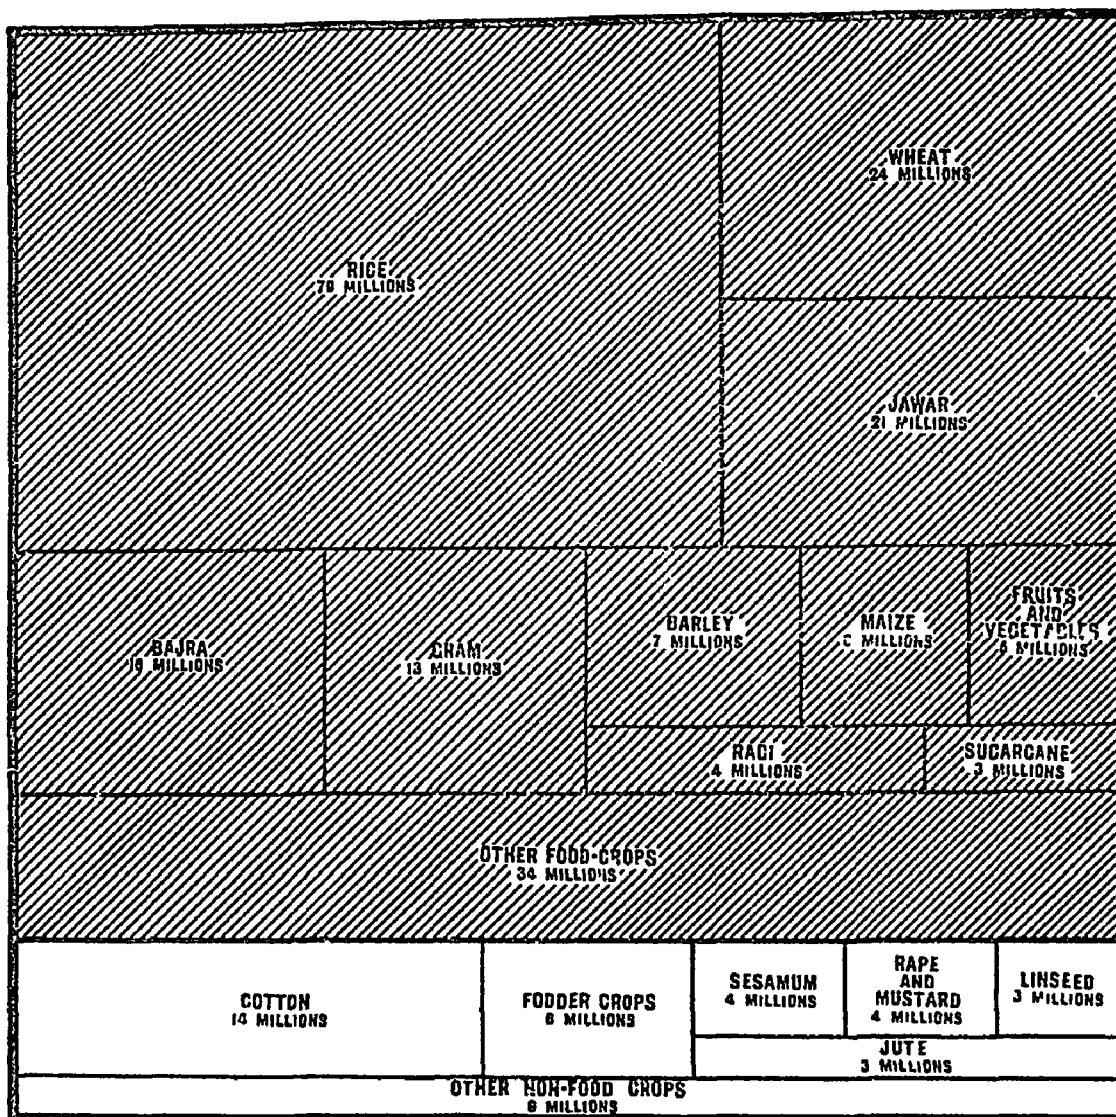 WHEAT
24 MILLIONS
RICE
79 MILLIONS
JAWAR
21 MILLIONS
BAJRA
MILLIONS
GRAM
13 MILLIONS
BARLEY
7 MILLIONS
MAIZE
MILLIONS
FRUITS
AND
VEGETABLES
MILLIONS
RAGI
4 MILLIONS
SUGARCANE
3 MILLIONS
OTHER FOOD-CROPS
34 MILLIONS
COTTON
14 MILLIONS
FODDER CROPS
6 MILLIONS
SESAMUM
4 MILLIONS
RAPE
AND
MUSTARD
4 MILLIONS
LINSEED
3 MILLIONS
JUTE
3 MILLIONS
OTHER NON-FOOD CROPS
MILLIONS